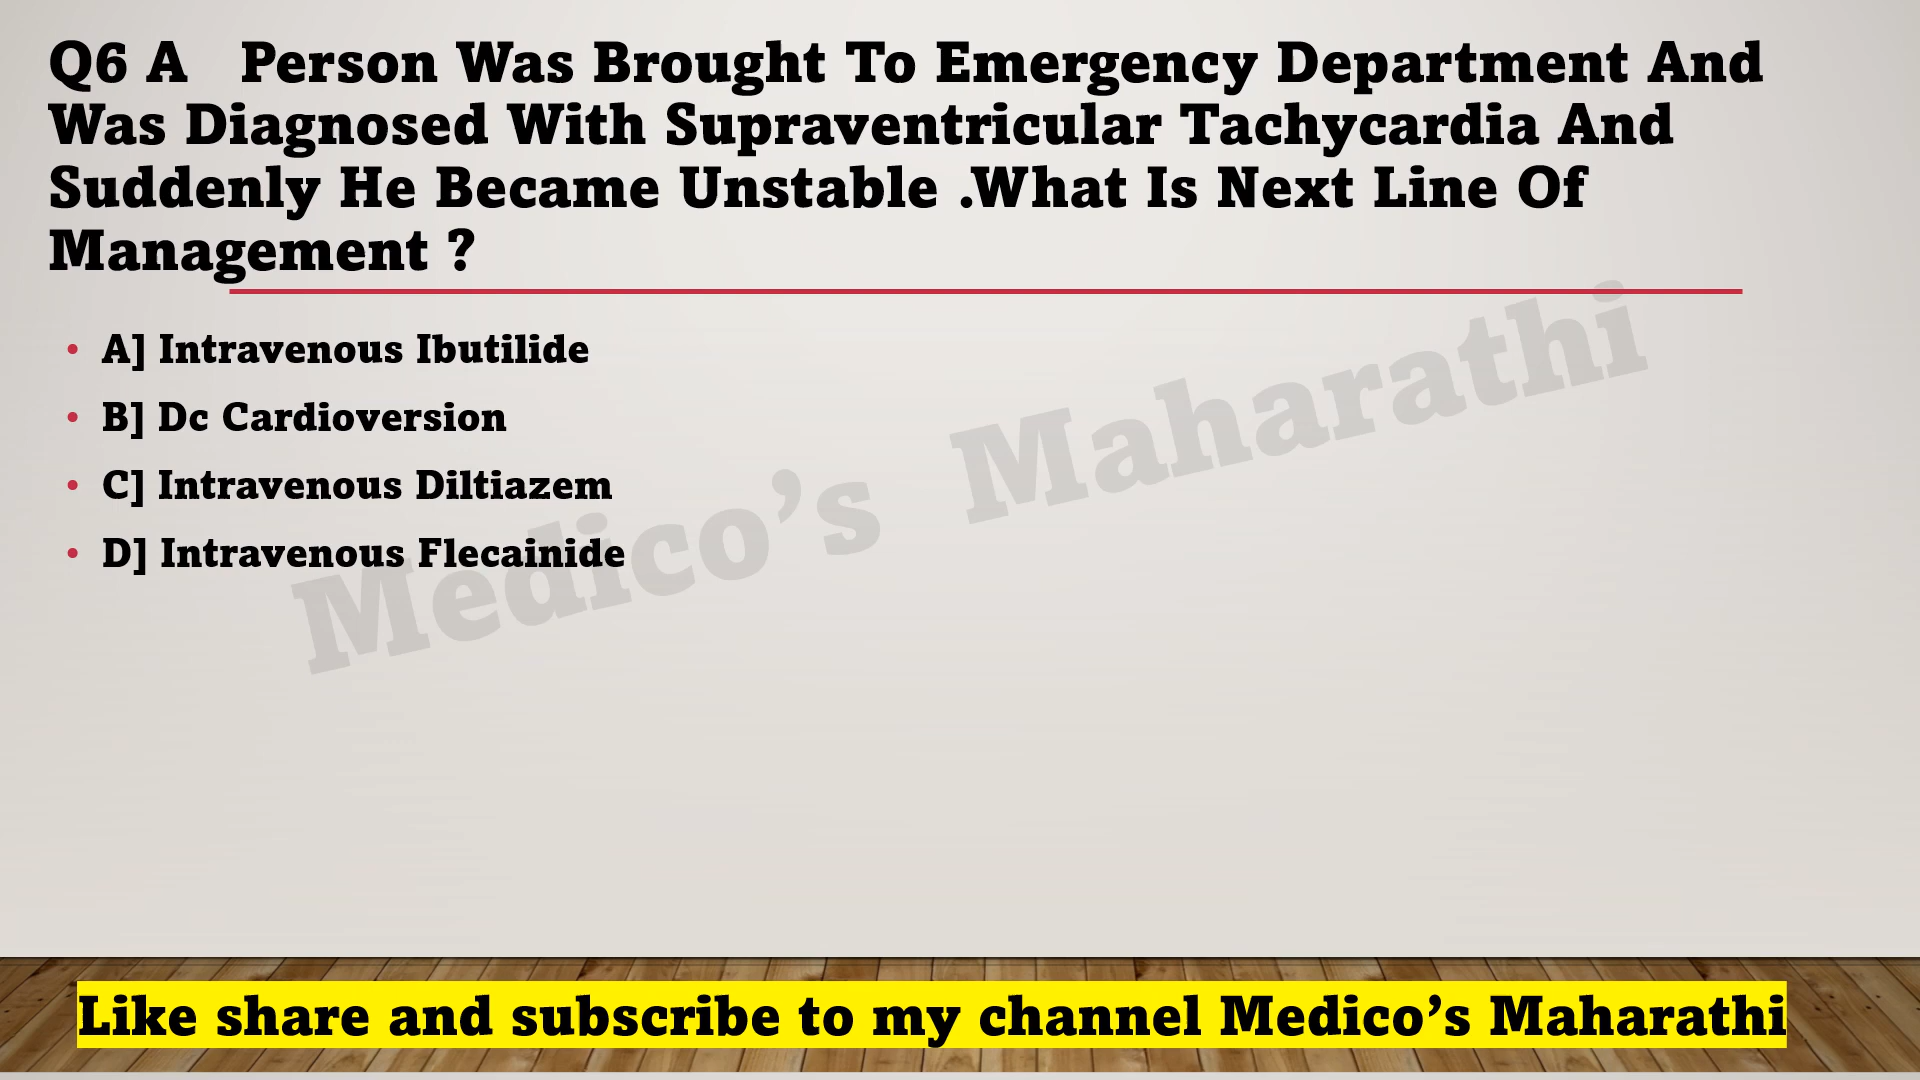 Q6 A Person Was Brought To Emergency Department And
Was Diagnosed With Supraventricular Tachycardia And
Suddenly He Became Unstable .What Is Next Line Of
Management ?
• A] Intravenous Ibutilide
• B] Dc Cardioversion
• C] Intravenous Diltiazem
• D] Intravenous Flecainide
Medico’s Maharathi
Like share and subscribe to my channel Medico’s Maharathi